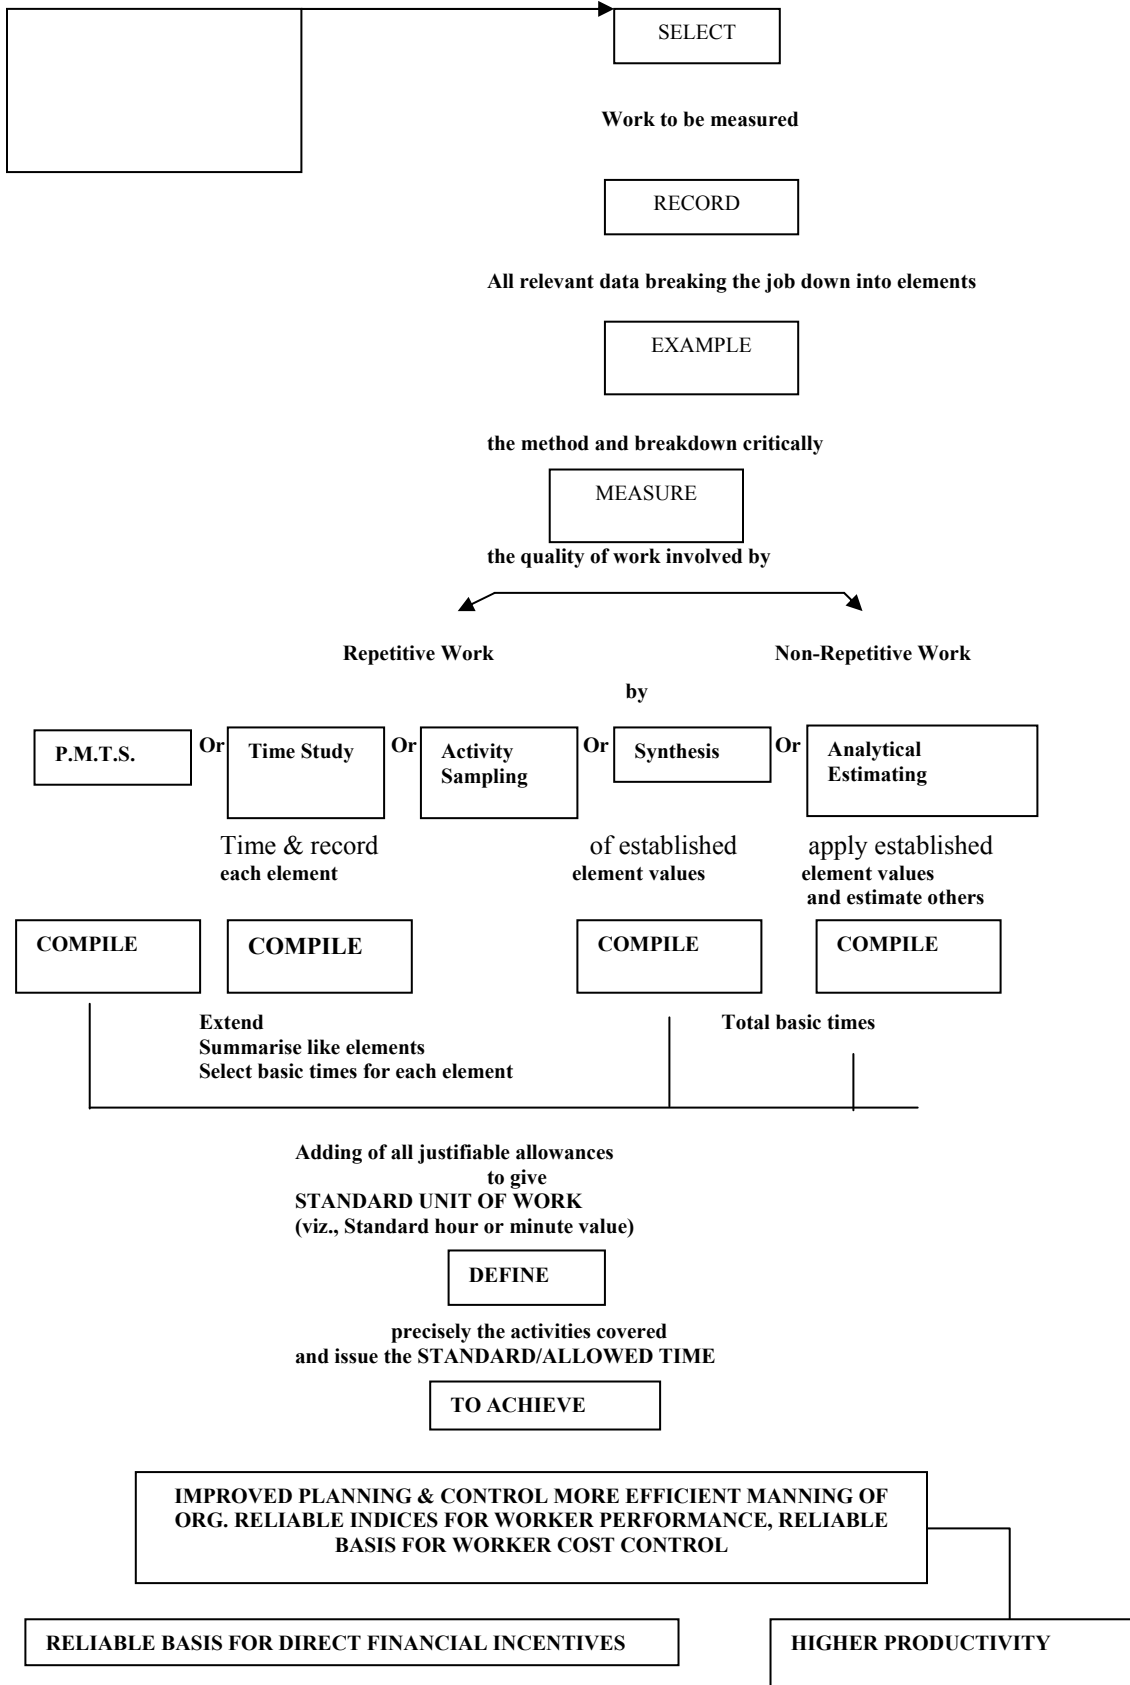 SELECT
Work to be measured
RECORD
All relevant data breaking the job down into elements
EXAMPLE
the method and breakdown critically
MEASURE
the quality of work involved by
Repetitive Work
Non-Repetitive Work
by
P.M.T.S.
Or
Time Study
Or
Activity
Sampling
Or
Synthesis
Or
Analytical
Estimating
Time & record
each element
of established
element values
apply established
element values
and estimate others
COMPILE
COMPILE
COMPILE
COMPILE
Extend
Summarise like elements
Select basic times for each element
Total basic times
Adding of all justifiable allowances
to give
STANDARD UNIT OF WORK
(viz., Standard hour or minute value)
DEFINE
precisely the activities covered
and issue the STANDARD/ALLOWED TIME
TO ACHIEVE
IMPROVED PLANNING & CONTROL MORE EFFICIENT MANNING OF
ORG. RELIABLE INDICES FOR WORKER PERFORMANCE, RELIABLE
BASIS FOR WORKER COST CONTROL
RELIABLE BASIS FOR DIRECT FINANCIAL INCENTIVES
HIGHER PRODUCTIVITY